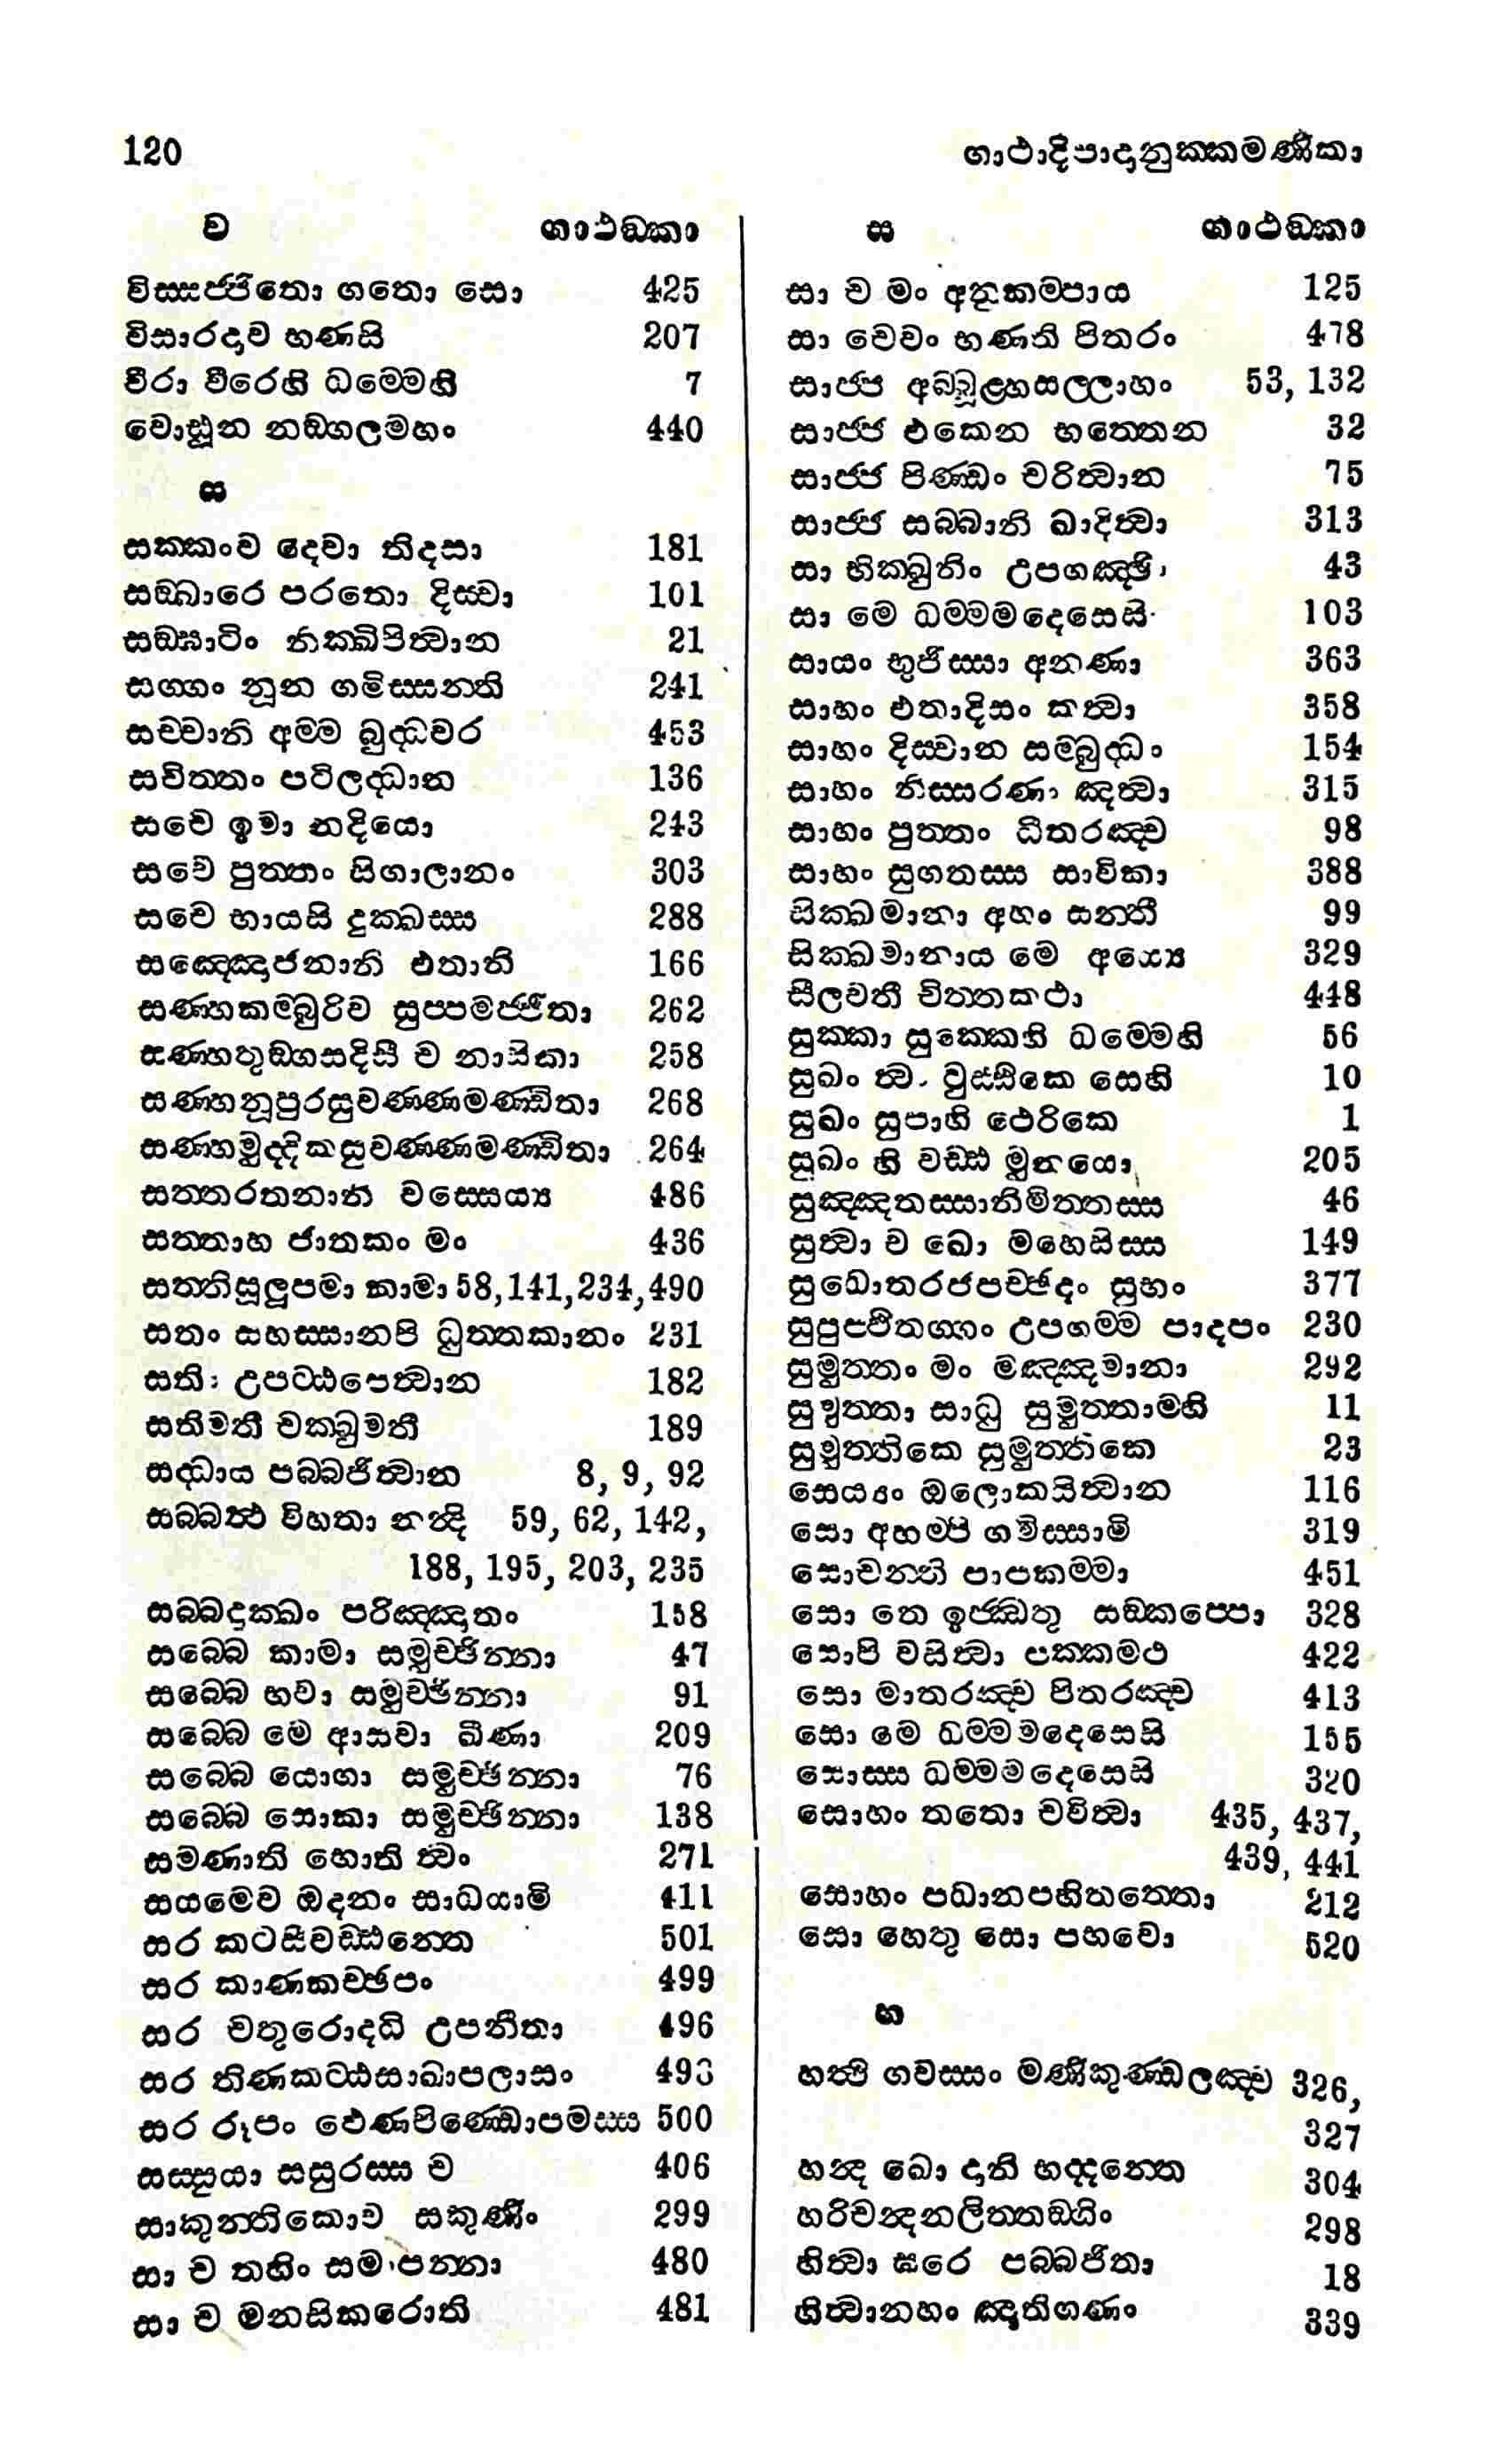 120 ගාථාදිපාදානුක්කමණිකා
ව ගාථඞ්කා
විස්සජ්ජිතො ගතො සො 425
විසාරදාව භණසි 207
වීරා වීරෙහි ධම්මෙහි 7
වොඪූන නඞ්ගලමහං 440
ස
සක්කංව දෙවා තිදසා 181
සඞ්ඛාරෙ පරතො දිස්වා 101
සඞ්ඝාටිං නික්ඛිපිත්වාන 21
සග්ගං නූන ගමිස්සන්ති 241
සච්චානි අම්ම බුද්ධවර 453
සචිත්තං පටිලද්ධාන 136
සචෙ ඉමා නදියො 243
සචෙ පුත්තං සිගාලානං 303
සචෙ භායසි දුක්ඛස්ස 288
සඤ්ඤොජනානි එතානි 166
සණ්හකම්බුරිව සුප්පමජ්ජිතා 262
සණ්හතුඞ්ගසදිසී ච නාසිකා 258
සණ්හනූපුරසුවණ්ණමණ්ඩිතා 268
සණ්හමුද්දිකසුවණ්ණමණ්ඩිතා 264
සත්තරතනානි වස්සෙය්‍ය 486
සත්තාහ ජාතකං මං 436
සත්තිසූලූපමා කාමා 58,141,234,490
සතං සහස්සානපි ධුත්තකානං 231
සතිං උපට්ඨපෙත්වාන 182
සතිමතී චක්ඛුමතී 189
සද්ධාය පබ්බජිත්වාන 8, 9, 92
සබ්බත්ථ විහතා නන්දි 59, 62, 142,
188, 195, 203, 235
සබ්බදුක්ඛං පරිඤ්ඤාතං 158
සබ්බෙ කාමා සමුච්ඡින්නා 47
සබ්බෙ භවා සමුච්ඡින්නා 91
සබ්බෙ මෙ ආසවා ඛීණා 209
සබ්බෙ යොගා සමුච්ඡින්නා 76
සබ්බෙ සොකා සමුච්ඡින්නා 138
සමණාති හොති ත්වං 271
සයමෙව ඔදනං සාධයාමි 411
සර කටසීවඩ්ඪන්තෙ 501
සර කාණකච්ඡපං 499
සර චතුරොදධි උපනීතා 496
සර තිණකට්ඨසාඛාපලාසං 498
සර රූපං ඵෙණපිණ්ඩොපමස්ස 500
සස්සුයා සසුරස්ස ච 406
සාකුන්තිකොව සකුණිං 299
සා ච තහිං සමාපන්නා 480
සා ච මනසිකරොති 481
ස ගාථඞ්කා
සා ච මං අනුකම්පාය 125
සා චෙවං භණති පිතරං 478
සාජ්ජ අබ්බූළ්හසල්ලාහං 53, 132
සාජ්ජ එකෙන භත්තෙන 32
සාජ්ජ පිණ්ඩං චරිත්වාන 75
සාජ්ජ සබ්බානි ඛාදිත්වා 313
සා භික්ඛුනිං උපගඤ්ඡිං 43
සා මෙ ධම්මමදෙසෙසි 103
සායං භුජිස්සා අනණා 363
සාහං එතාදිසං කත්වා 358
සාහං දිස්වාන සම්බුද්ධං 154
සාහං නිස්සරණං ඤත්වා 315
සාහං පුත්තං ධීතරඤ්ච 98
සාහං සුගතස්ස සාවිකා 388
සික්ඛමානා අහං සන්තී 99
සික්ඛමානාය මෙ අය්‍යෙ 329
සීලවතී චිත්තකථා 448
සුක්කා සුක්කෙහි ධම්මෙහි 56
සුඛං ත්වං වුඩ්ඪිකෙ සෙහි 10
සුඛං සුපාහි ථෙරිකෙ 1
සුඛං හි වඩ්ඪ මුනයො 205
සුඤ්ඤතස්සානිමිත්තස්ස 46
සුත්වා ච ඛො මහෙසිස්ස 149
සුධොතරජපච්ඡදං සුභං 377
සුපුප්ඵිතග්ගං උපගම්ම පාදපං 230
සුමුත්තං මං මඤ්ඤමානා 292
සුමුත්තා සාධු සුමුත්තාම්හි 11
සුමුත්තිකෙ සුමුත්තිකෙ 23
සෙය්‍යං ඔලොකයිත්වාන 116
සො අහම්පි ගමිස්සාමි 319
සොචන්ති පාපකම්මා 451
සො තෙ ඉජ්ඣතු සඞ්කප්පො 328
සොපි වසිත්වා පක්කමථ 422
සො මාතරඤ්ච පිතරඤ්ච 413
සො මෙ ධම්මමදෙසෙසි 155
සොස්ස ධම්මමදෙසෙසි 320
සොහං තතො චවිත්වා 435, 437,
439, 441
සොහං පධානපහිතත්තො 212
සො හෙතු සො පභවො 520
හ
හත්ථි ගවස්සං මණිකුණ්ඩලඤ්ච 326,
327
හන්ද ඛො දානි භද්දන්තෙ 304
හරිචන්දනලිත්තඞ්ගිං 298
හිත්වා ඝරෙ පබ්බජිතා 18
හිත්වානහං ඤාතිගණං 339